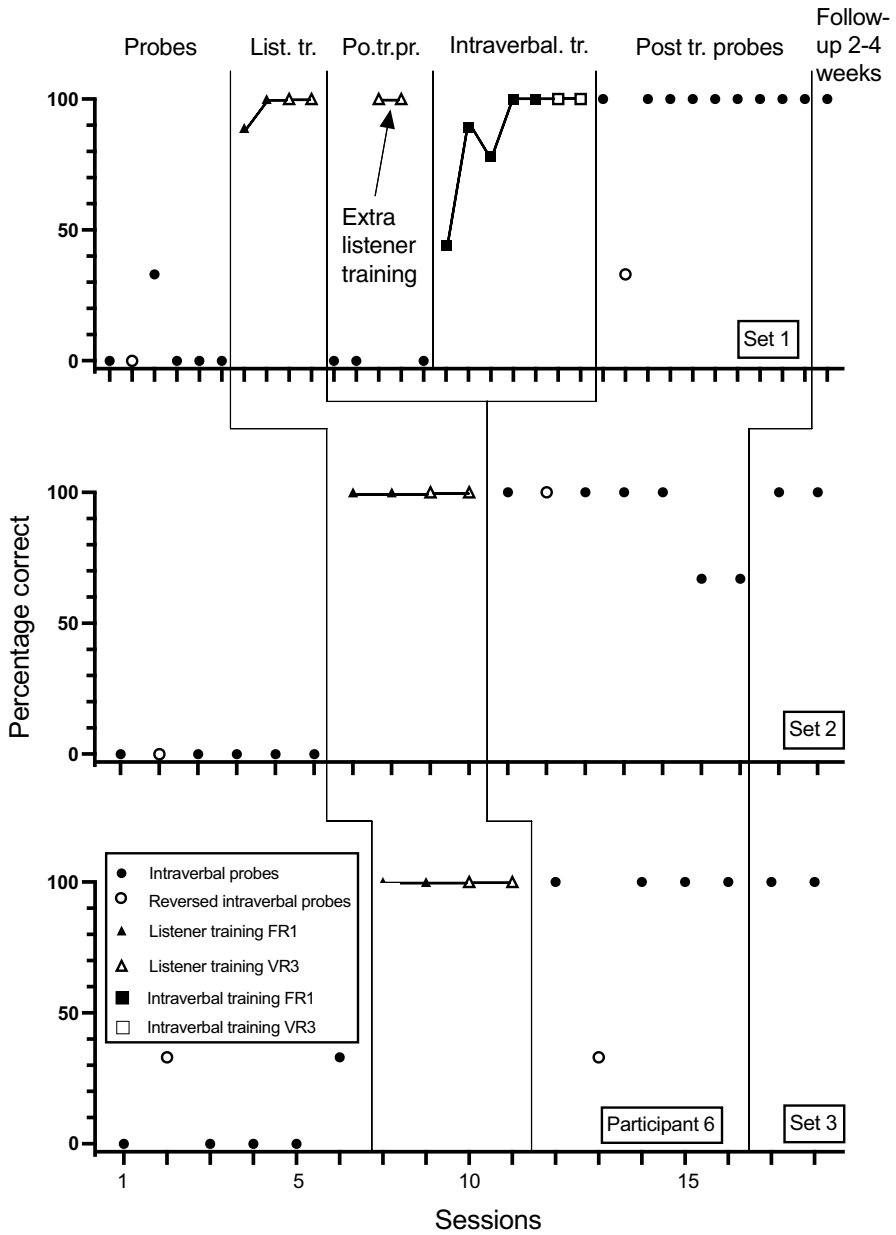 Probes
List. tr.
Po.tr.pr.
Intraverbal. tr.
Post tr. probes
Follow-
up 2-4
weeks
100
50
0
Extra
listener
training
Set 1
Percentage correct
100
50
0
Set 2
100
50
0
Intraverbal probes
Reversed intraverbal probes
Listener training FR1
Listener training VR3
Intraverbal training FR1
Intraverbal training VR3
Participant 6
Set 3
1
5
10
15
Sessions